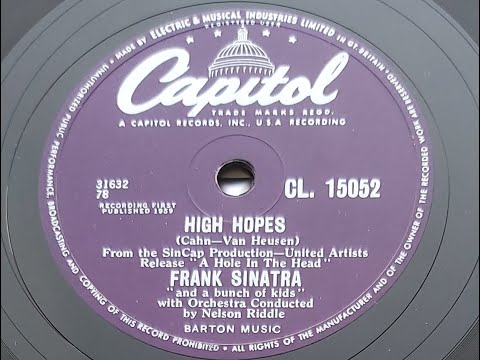 MADE BY ELECTRIC & MUSICAL INDUSTRIES LIMITED IN GT. BRITAIN
REGISTERED USER
Capitol
TRADE MARKS REGD.
A CAPITOL RECORDS, INC., U.S.A RECORDING
31632
78
RECORDING FIRST
PUBLISHED 1959
CL. 15052
HIGH HOPES
(Cahn—Van Heusen)
From the SinCap Production—United Artists
Release "A Hole In The Head"
FRANK SINATRA
"and a bunch of kids"
with Orchestra Conducted
by Nelson Riddle
BARTON MUSIC
UNAUTHORIZED PUBLIC PERFORMANCE, BROADCASTING AND COPYING OF THIS RECORD PROHIBITED • ALL RIGHTS OF THE MANUFACTURER AND OF THE OWNER OF THE RECORDED WORK ARE RESERVED